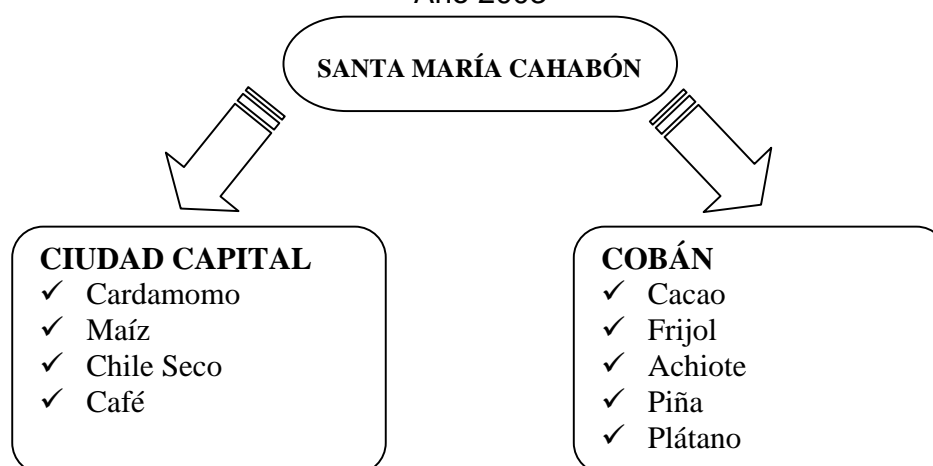 SANTA MARÍA CAHABÓN
CIUDAD CAPITAL
✓ Cardamomo
✓ Maíz
✓ Chile Seco
✓ Café
COBÁN
✓ Cacao
✓ Frijol
✓ Achiote
✓ Piña
✓ Plátano